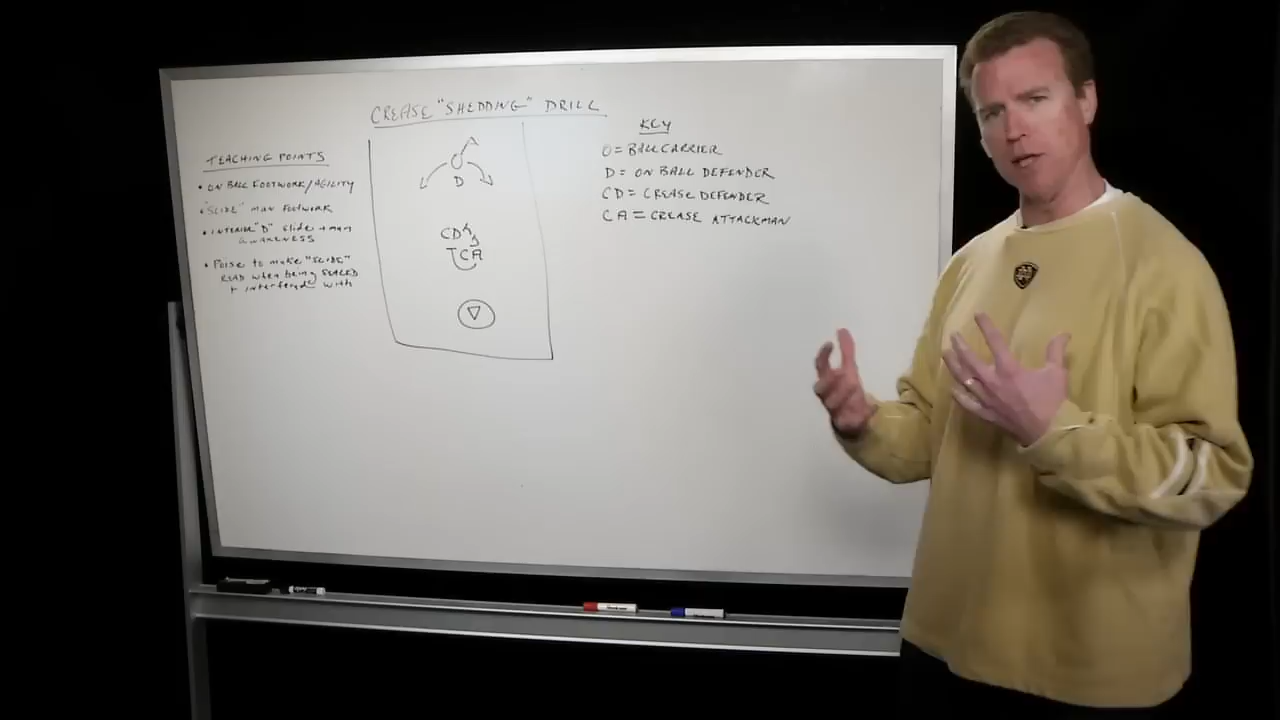 CREASE "SHEDDING" DRILL
TEACHING POINTS
• ON BALL FOOTWORK/AGILITY
• "SLIDE" MAN FOOTWORK
• INTERIOR "D" SLIDE + MAN
AWARENESS
• POISE TO MAKE "SLIDE"
READ WHEN BEING SEALED
+ INTERFERED WITH
D
CD
CA
KEY
O = BALLCARRIER
D = ON BALL DEFENDER
CD = CREASE DEFENDER
CA = CREASE ATTACKMAN